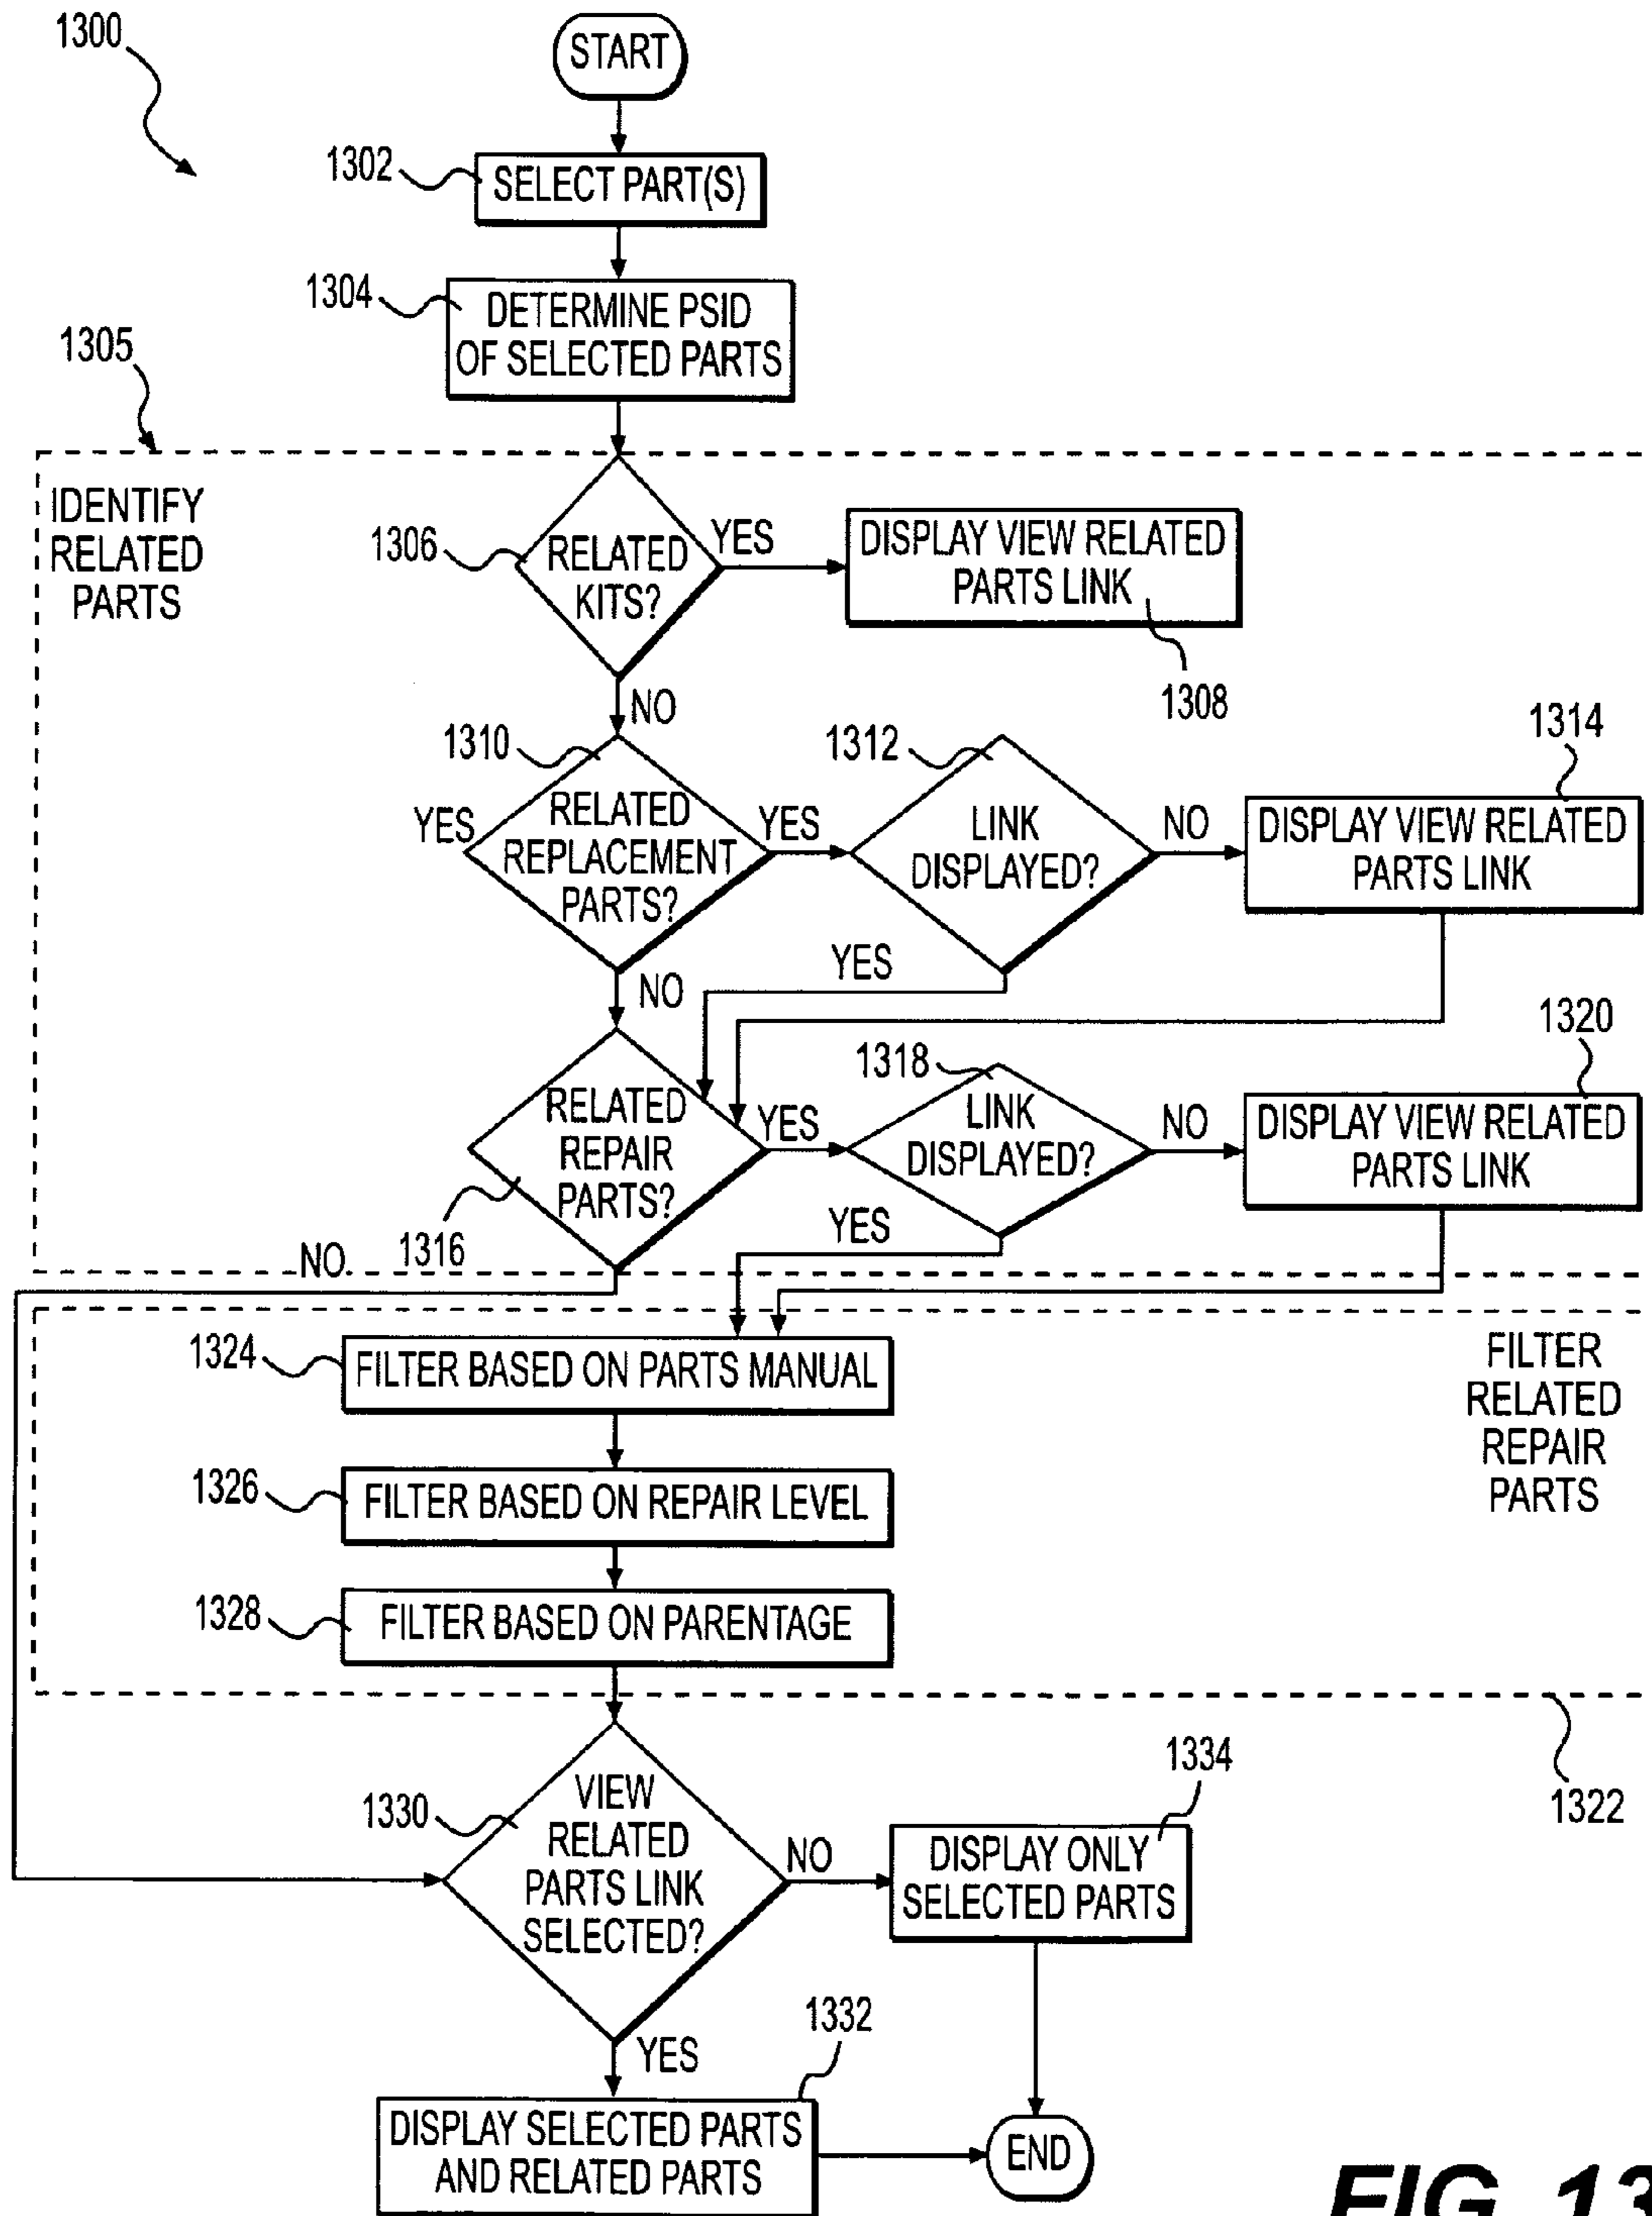 1300
START
1302
SELECT PART(S)
1304
DETERMINE PSID
OF SELECTED PARTS
1305
IDENTIFY
RELATED
PARTS
1306
RELATED
KITS?
YES
DISPLAY VIEW RELATED
PARTS LINK
1308
NO
1310
YES
RELATED
REPLACEMENT
PARTS?
YES
1312
LINK
DISPLAYED?
NO
1314
DISPLAY VIEW RELATED
PARTS LINK
YES
NO
1316
RELATED
REPAIR
PARTS?
YES
1318
LINK
DISPLAYED?
NO
1320
DISPLAY VIEW RELATED
PARTS LINK
YES
NO
FILTER
RELATED
REPAIR
PARTS
1324
FILTER BASED ON PARTS MANUAL
1326
FILTER BASED ON REPAIR LEVEL
1328
FILTER BASED ON PARENTAGE
1322
1330
VIEW
RELATED
PARTS LINK
SELECTED?
NO
1334
DISPLAY ONLY
SELECTED PARTS
YES
1332
DISPLAY SELECTED PARTS
AND RELATED PARTS
END
FIG. 13